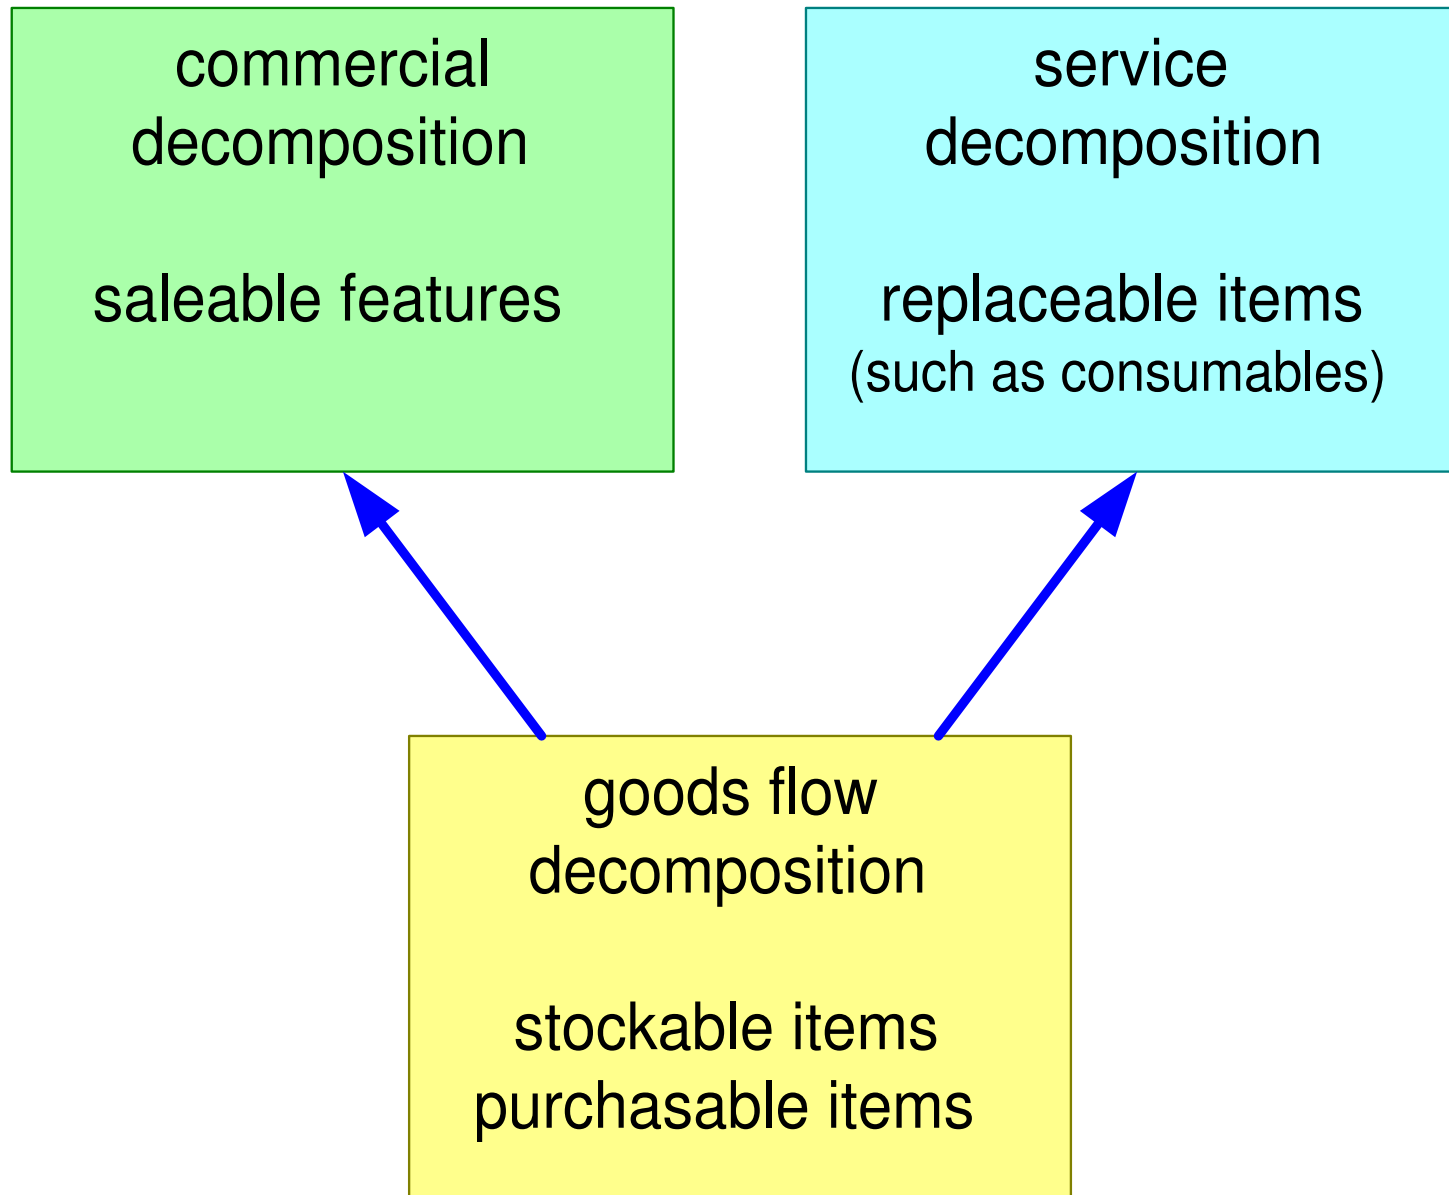 commercial
decomposition
saleable features
service
decomposition
replaceable items
(such as consumables)
goods flow
decomposition
stockable items
purchasable items